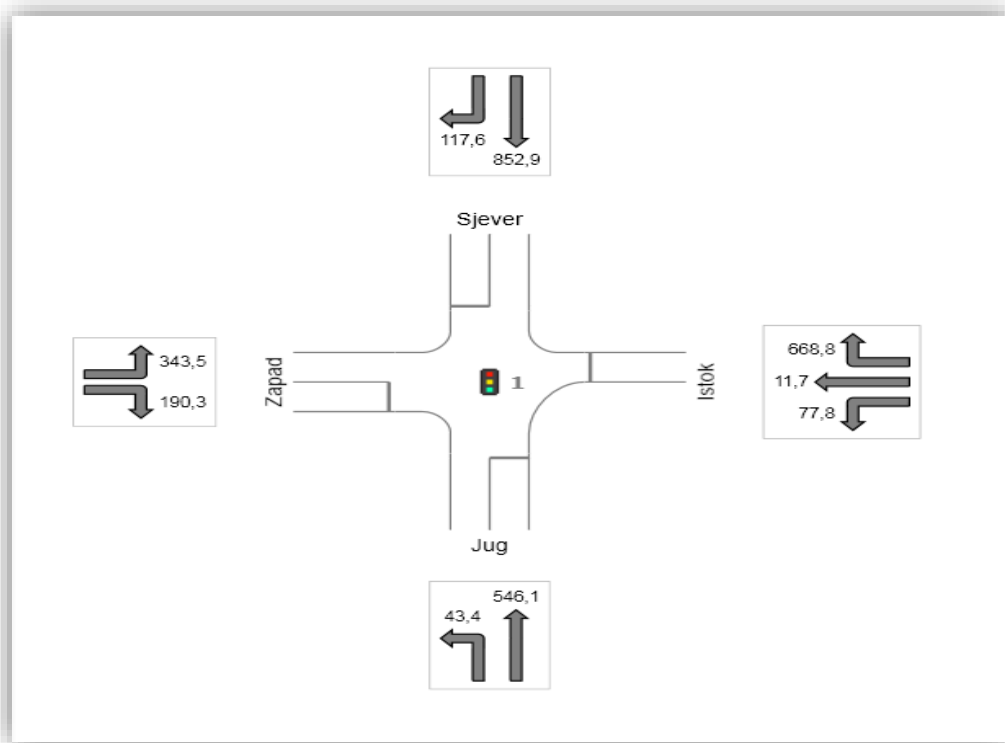 117,6
852,9
Sjever
343,5
190,3
Zapad
1
Istok
668,8
11,7
77,8
Jug
43,4
546,1